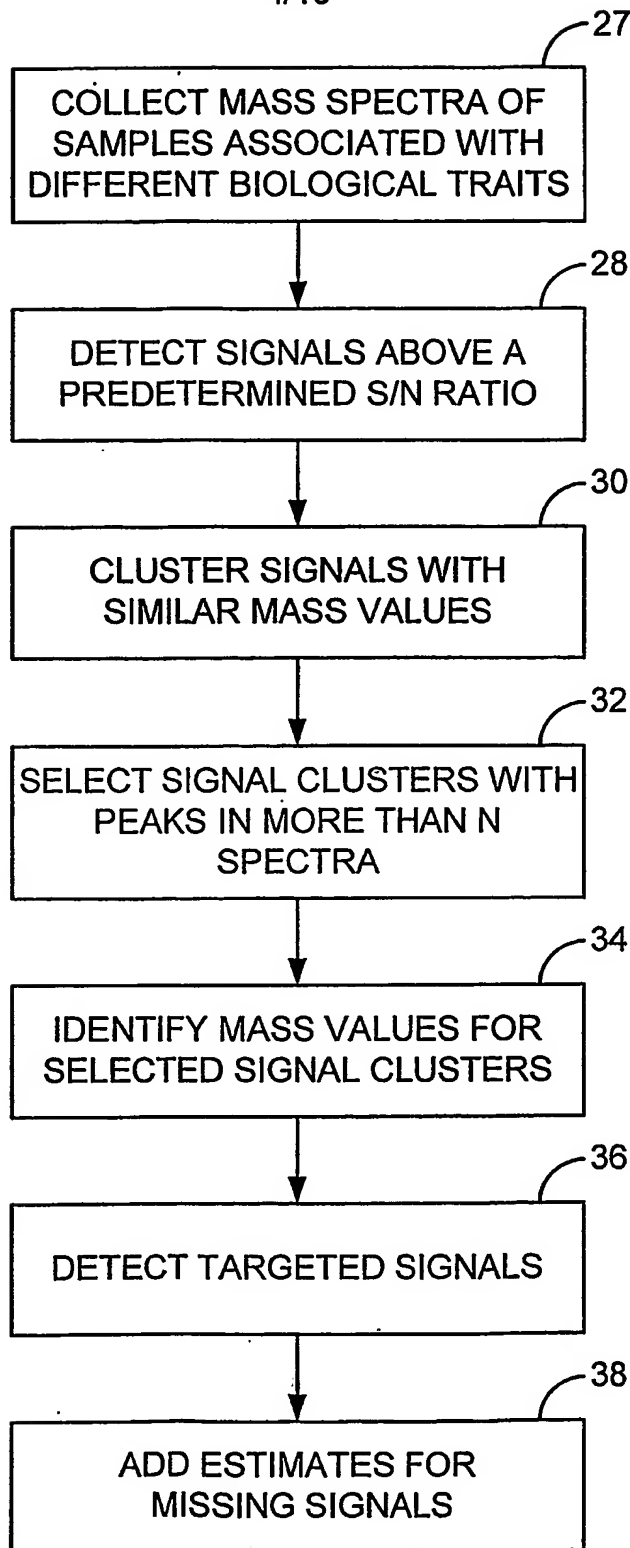 27
COLLECT MASS SPECTRA OF
SAMPLES ASSOCIATED WITH
DIFFERENT BIOLOGICAL TRAITS
28
DETECT SIGNALS ABOVE A
PREDETERMINED S/N RATIO
30
CLUSTER SIGNALS WITH
SIMILAR MASS VALUES
32
SELECT SIGNAL CLUSTERS WITH
PEAKS IN MORE THAN N
SPECTRA
34
IDENTIFY MASS VALUES FOR
SELECTED SIGNAL CLUSTERS
36
DETECT TARGETED SIGNALS
38
ADD ESTIMATES FOR
MISSING SIGNALS